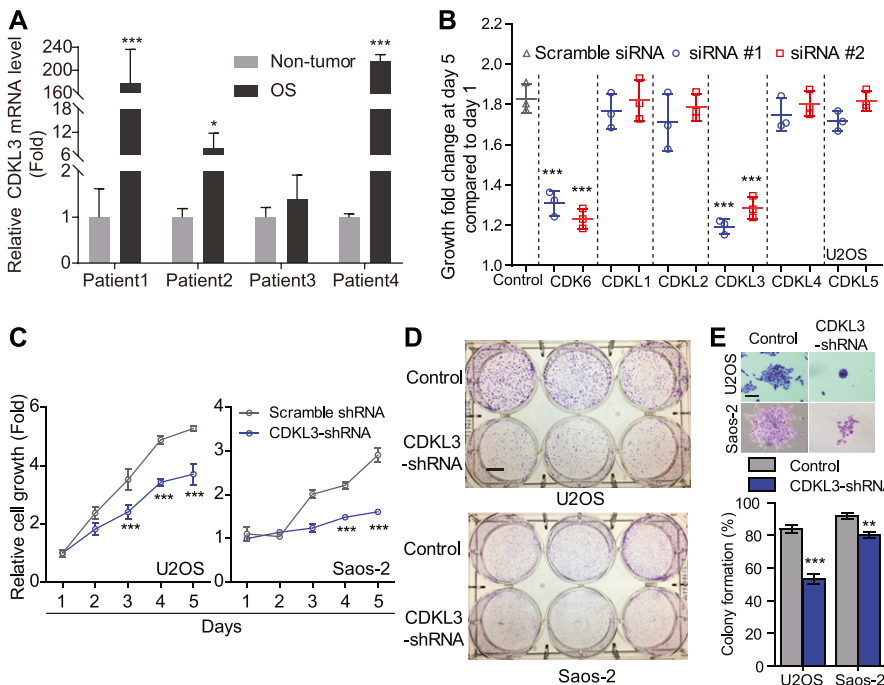 A
Relative CDKL3 mRNA level
(Fold)
240
200
160
120
80
18
12
6
2
1
0
***
*
***
Non-tumor
OS
Patient1 Patient2 Patient3 Patient4
B
Growth fold change at day 5
compared to day 1
Scramble siRNA siRNA #1 siRNA #2
2.0
1.8
1.6
1.4
1.2
1.0
***
***
***
***
U2OS
Control CDK6 CDKL1 CDKL2 CDKL3 CDKL4 CDKL5
C
Relative cell growth (Fold)
6
4
2
0
4
3
2
1
0
Scramble shRNA
CDKL3-shRNA
*** *** ***
*** ***
U2OS
Saos-2
1 2 3 4 5
1 2 3 4 5
Days
D
Control
CDKL3
-shRNA
U2OS
Control
CDKL3
-shRNA
Saos-2
E
Control
CDKL3
-shRNA
U2OS
Saos-2
Control
CDKL3-shRNA
Colony formation (%)
100
80
60
40
20
0
***
**
U2OS Saos-2